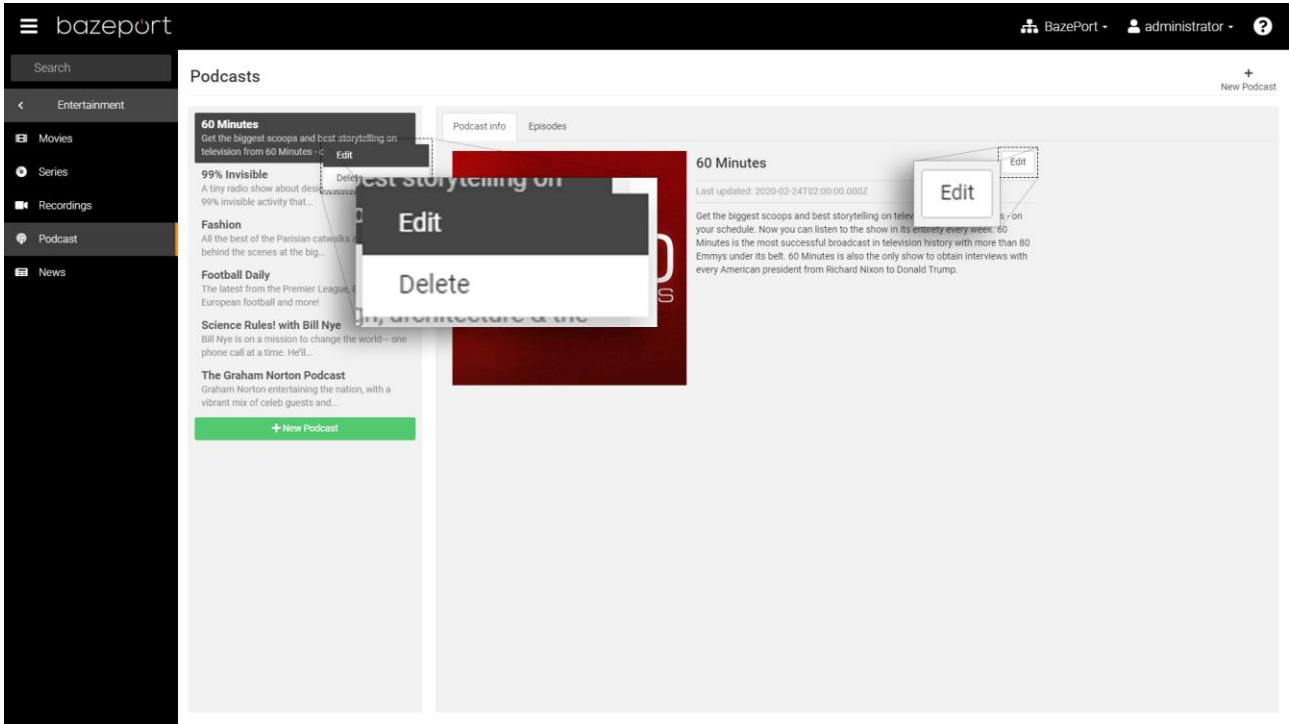 bazeport
BazePort
administrator
?
Search
Podcasts
+
New Podcast
Entertainment
Movies
Series
Recordings
Podcast
News
60 Minutes
Get the biggest scoops and best storytelling on
television from 60 Minutes -
99% Invisible
A tiny radio show about
99% invisible activity that...
Fashion
All the best of the Parisian catwalks
behind the scenes at the big...
Football Daily
The latest from the Premier League,
European football and more!
Science Rules! with Bill Nye
Bill Nye is on a mission to change the world— one
phone call at a time. He'll...
The Graham Norton Podcast
Graham Norton entertaining the nation, with a
vibrant mix of celeb guests and...
+ New Podcast
Edit
Delete
storytelling on
Edit
Delete
architecture & the
Podcast info Episodes
60 Minutes
Edit
Edit
Last updated: 2020-02-24T02:00:00.000Z
Get the biggest scoops and best storytelling on - on
your schedule. Now you can listen to the show in its entirety every week. 60
Minutes is the most successful broadcast in television history with more than 80
Emmys under its belt. 60 Minutes is also the only show to obtain interviews with
every American president from Richard Nixon to Donald Trump.